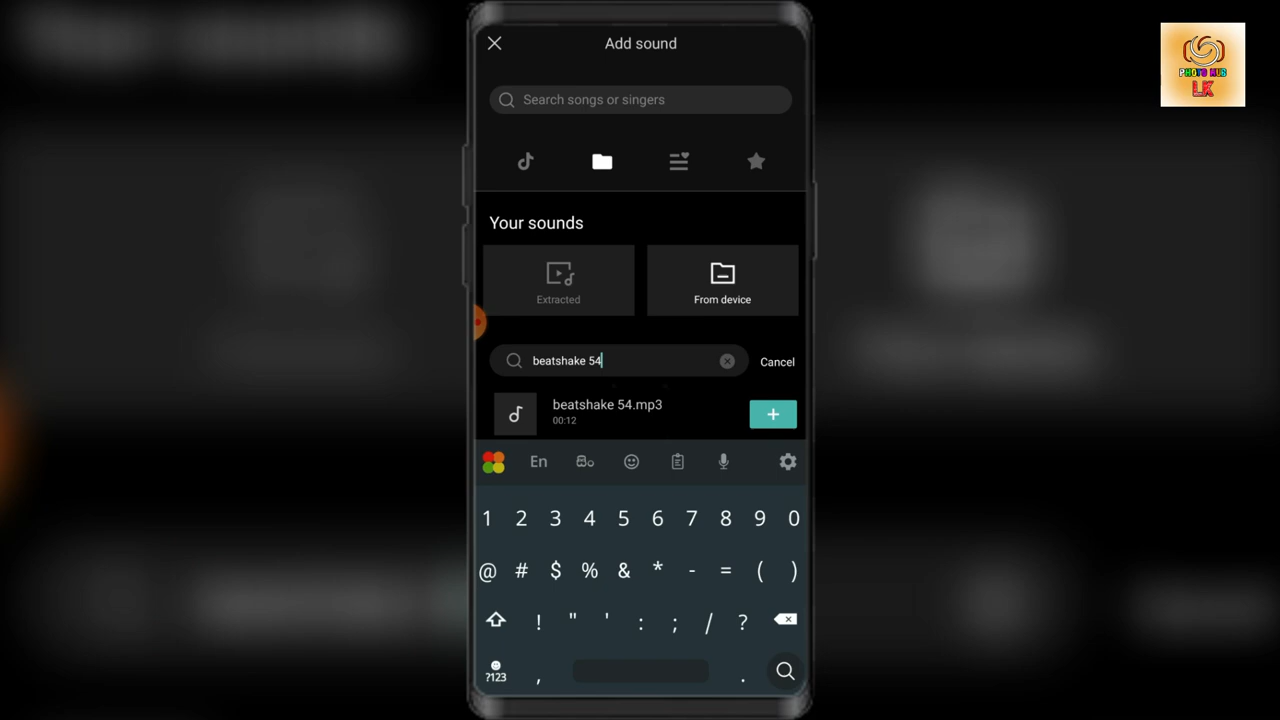 Add sound
Search songs or singers
Your sounds
Extracted
From device
beatshake 54
Cancel
beatshake 54.mp3
00:12
+
En
1 2 3 4 5 6 7 8 9 0
@ # $ % & * - = ( )
! " ' : ; / ?
?123 , .
PHOTO HUB
LK